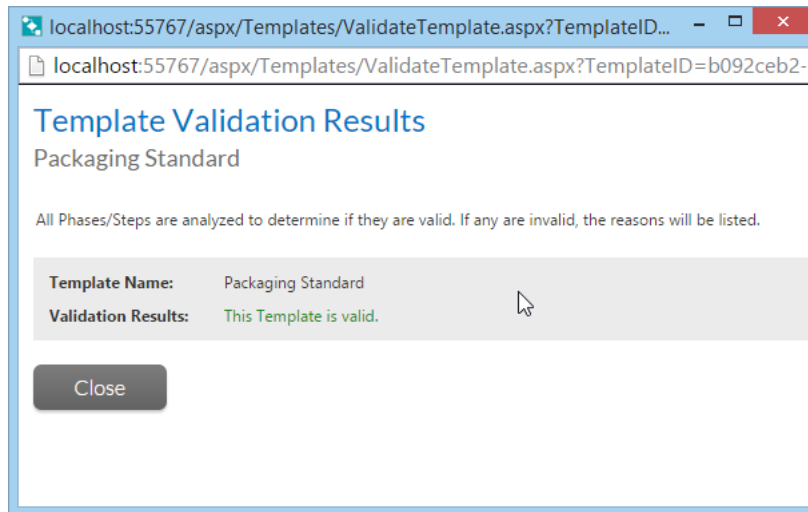 localhost:55767/aspx/Templates/ValidateTemplate.aspx?TemplateID...
localhost:55767/aspx/Templates/ValidateTemplate.aspx?TemplateID=b092ceb2-
Template Validation Results
Packaging Standard
All Phases/Steps are analyzed to determine if they are valid. If any are invalid, the reasons will be listed.
Template Name: Packaging Standard
Validation Results: This Template is valid.
Close